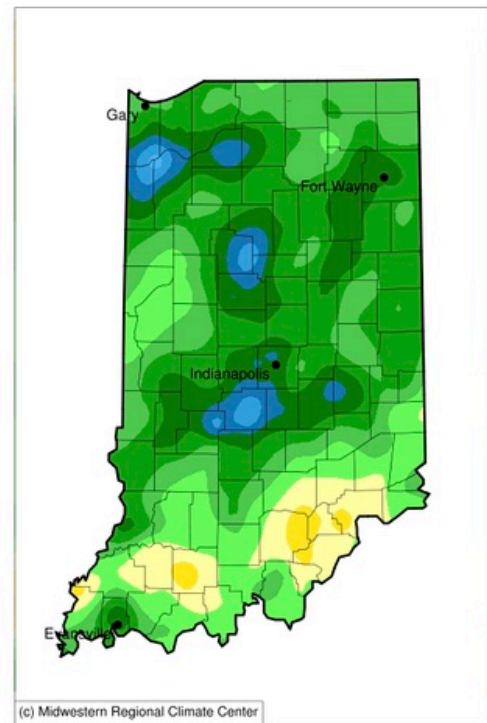 Gary
Fort Wayne
Indianapolis
Evansville
(c) Midwestern Regional Climate Center